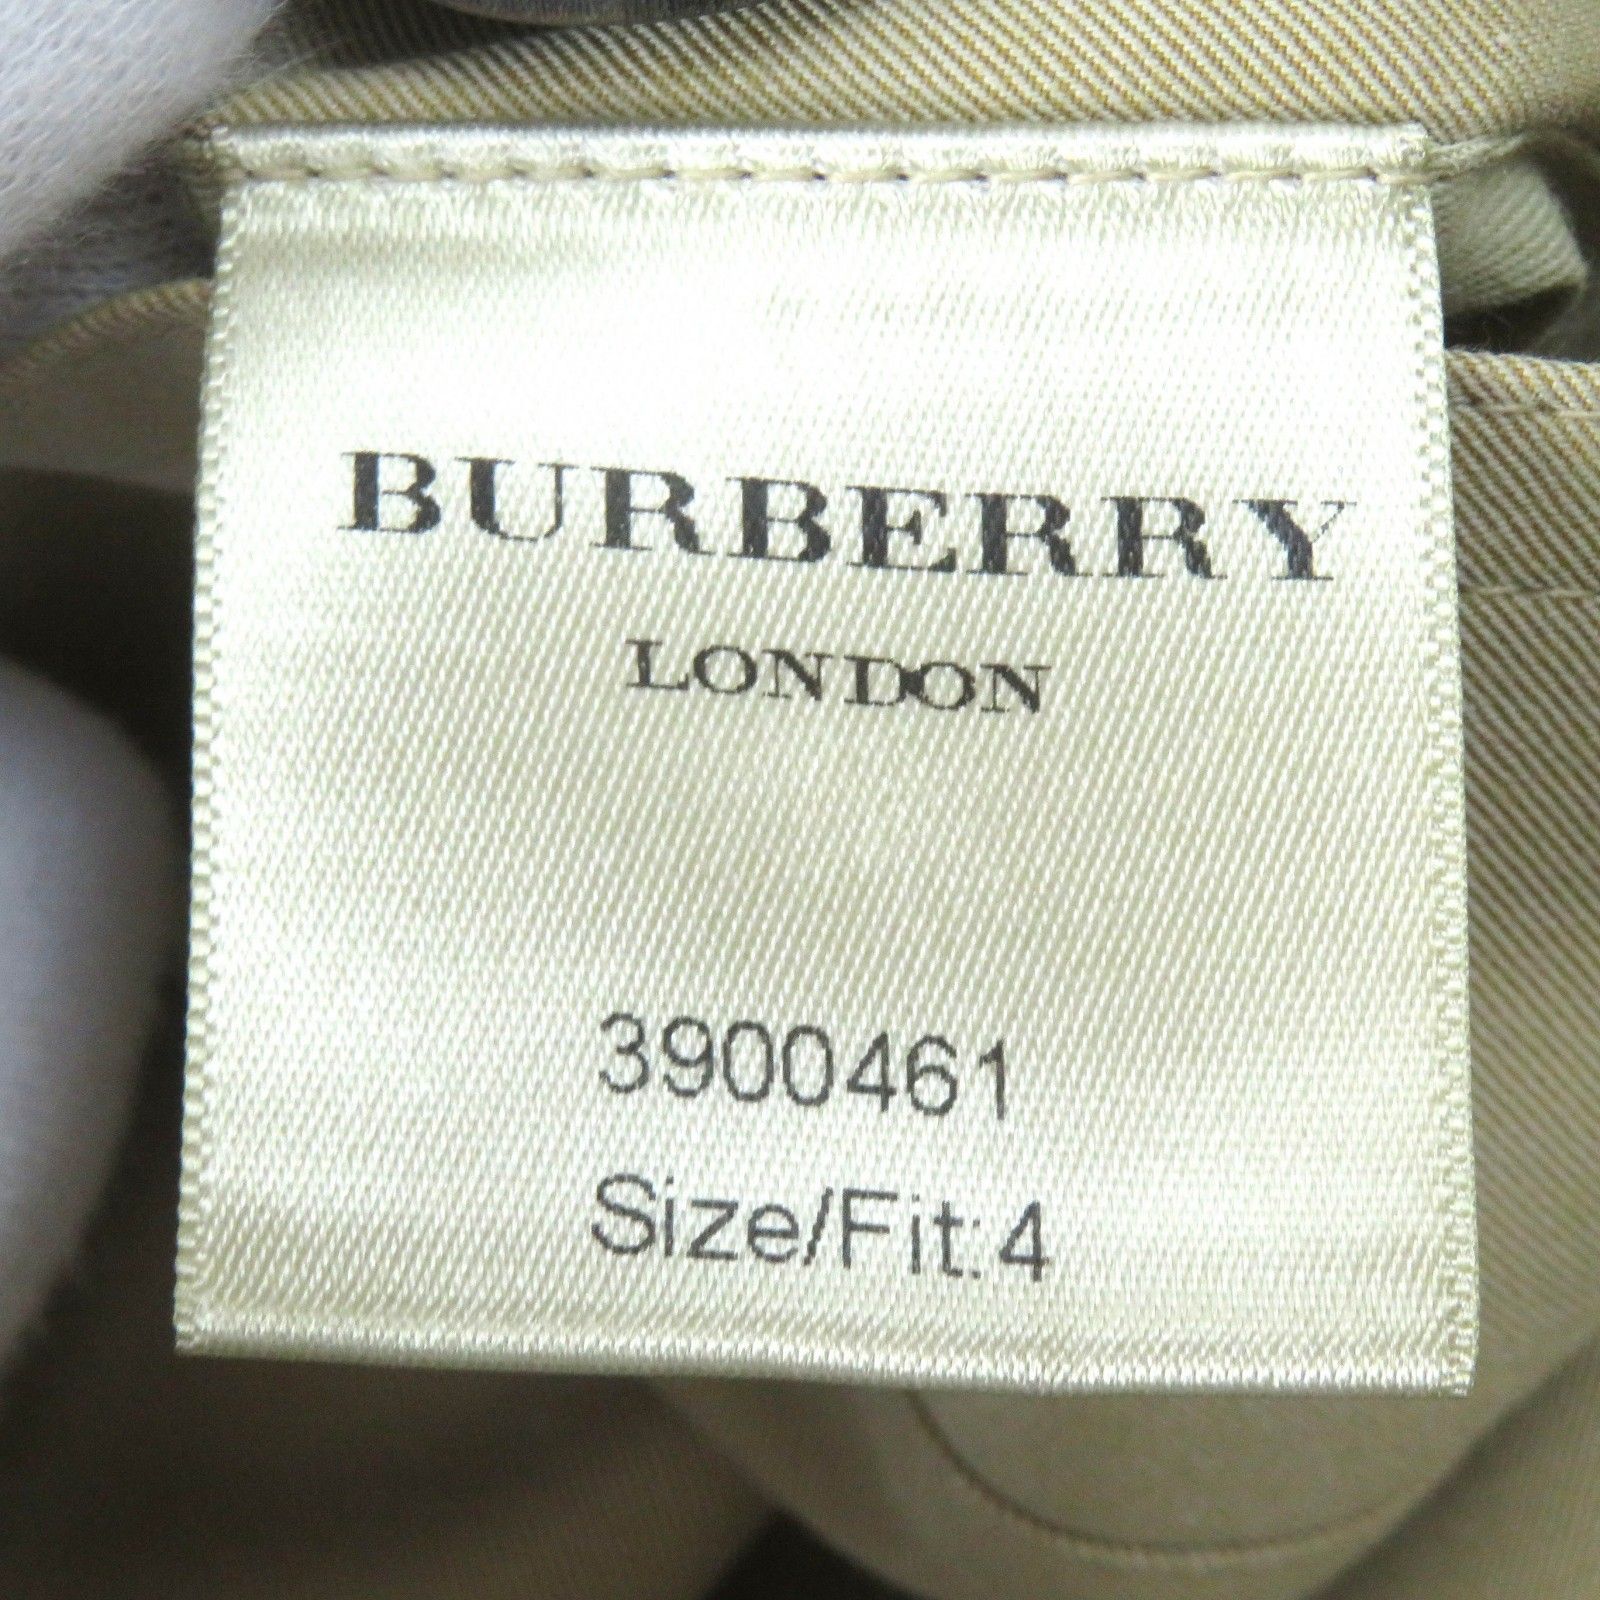 BURBERRY
LONDON
3900461
Size/Fit:4